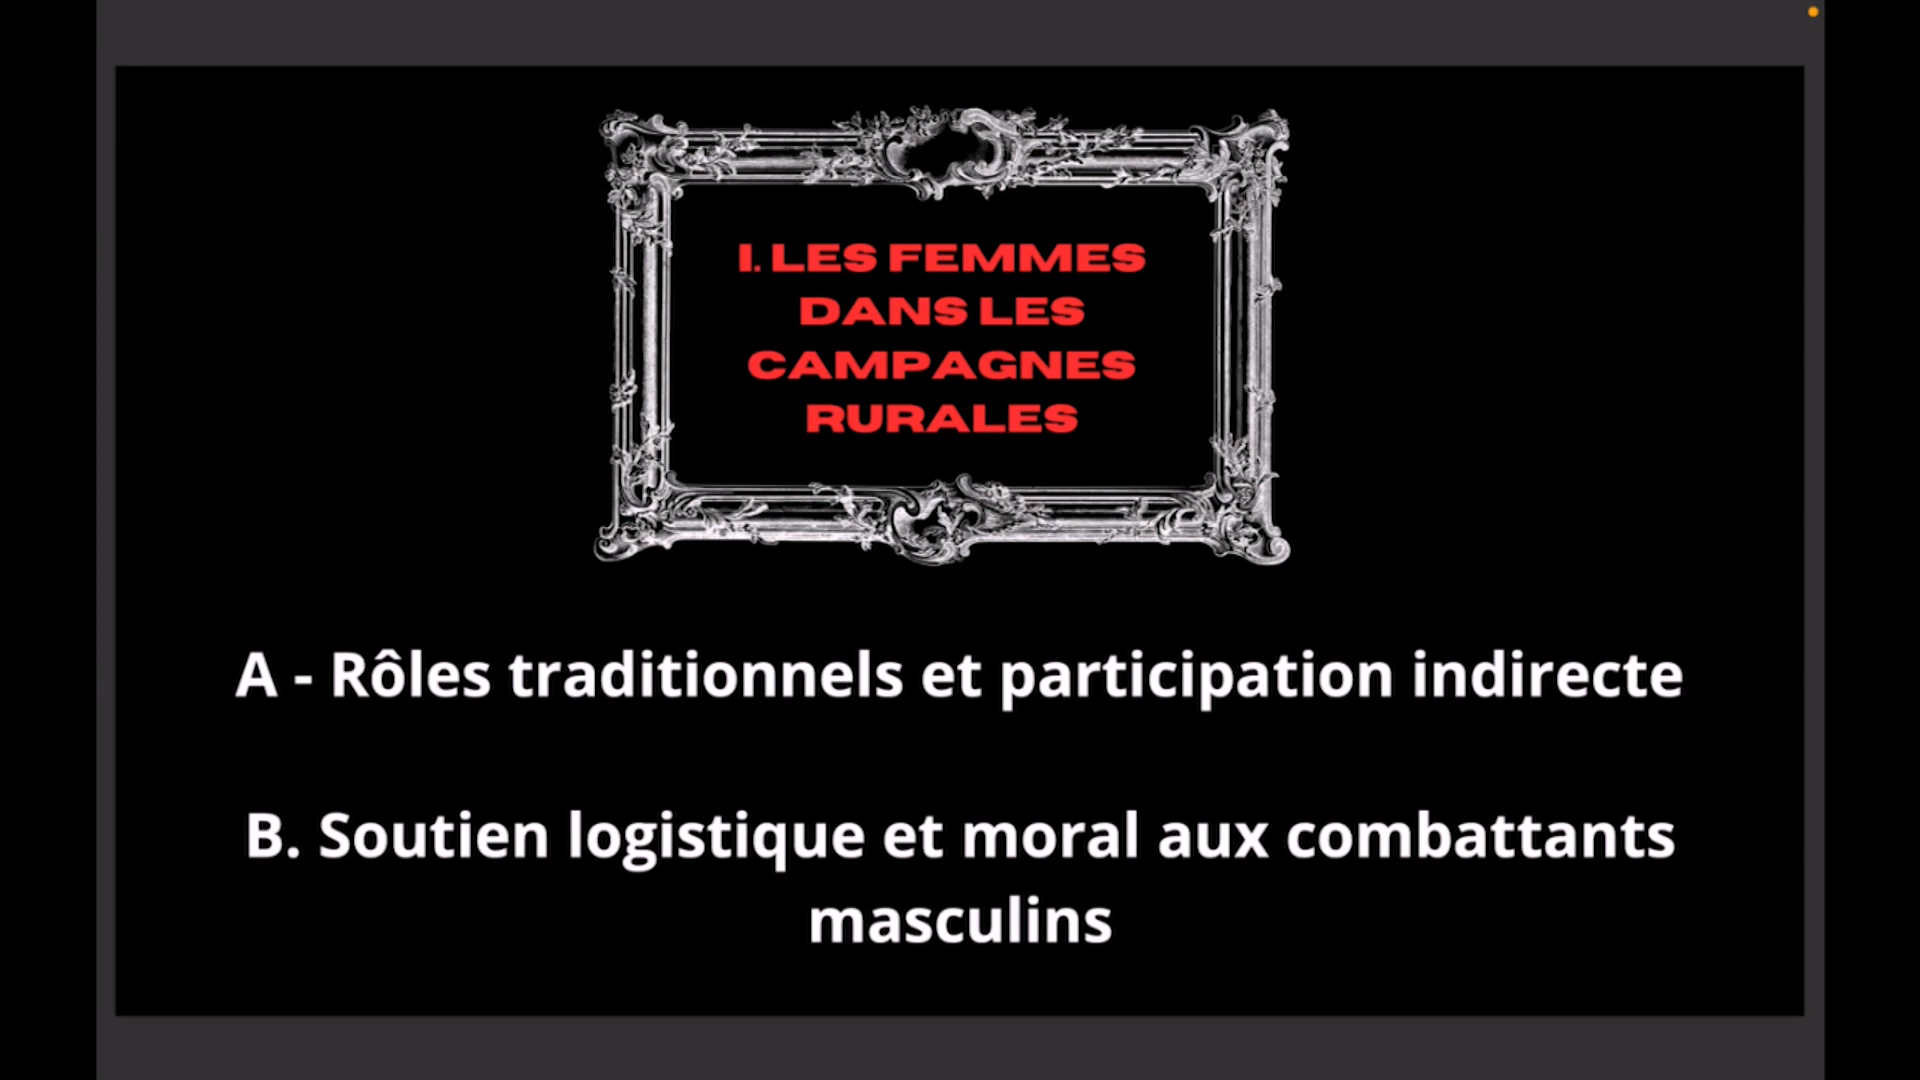 I. LES FEMMES
DANS LES
CAMPAGNES
RURALES
A - Rôles traditionnels et participation indirecte
B. Soutien logistique et moral aux combattants
masculins